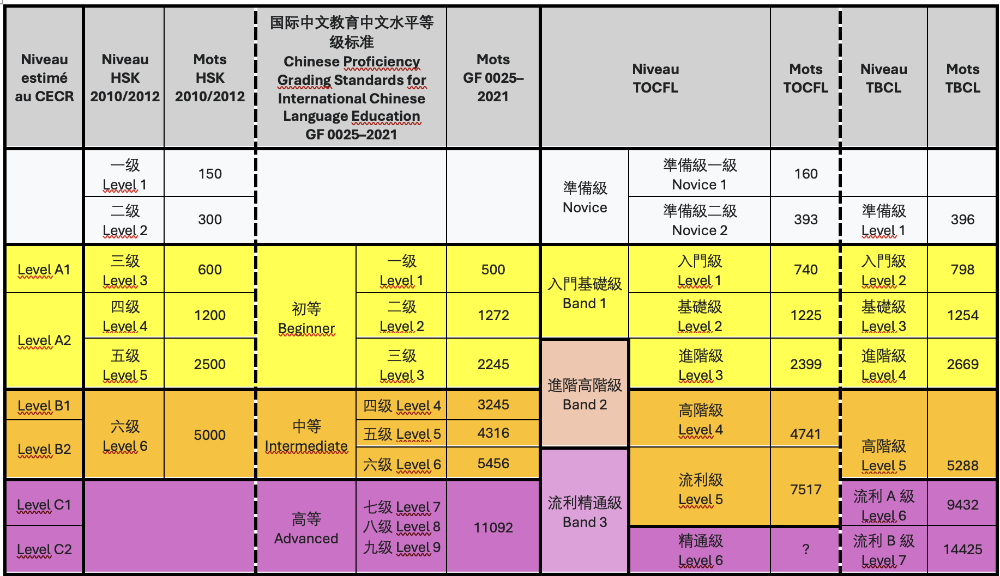 Niveau
estimé
au CECR
Niveau
HSK
2010/2012
Mots
HSK
2010/2012
国际中文教育中文水平等
级标准
Chinese Proficiency
Grading Standards for
International Chinese
Language Education
GF 0025–2021
Mots
GF 0025–
2021
Niveau
TOCFL
Mots
TOCFL
Niveau
TBCL
Mots
TBCL
一级
Level 1
150
準備級
Novice
準備級一級
Novice 1
160
二级
Level 2
300
準備級二級
Novice 2
393
準備級
Level 1
396
Level A1
三级
Level 3
600
初等
Beginner
一级
Level 1
500
入門基礎級
Band 1
入門級
Level 1
740
入門級
Level 2
798
Level A2
四级
Level 4
1200
二级
Level 2
1272
基礎級
Level 2
1225
基礎級
Level 3
1254
五级
Level 5
2500
三级
Level 3
2245
進階高階級
Band 2
進階級
Level 3
2399
進階級
Level 4
2669
Level B1
六级
Level 6
5000
中等
Intermediate
四级 Level 4
3245
高階級
Level 4
4741
高階級
Level 5
5288
Level B2
五级 Level 5
4316
六级 Level 6
5456
流利精通級
Band 3
流利級
Level 5
7517
Level C1
高等
Advanced
七级 Level 7
八级 Level 8
九级 Level 9
11092
流利 A 級
Level 6
9432
Level C2
精通級
Level 6
?
流利 B 級
Level 7
14425